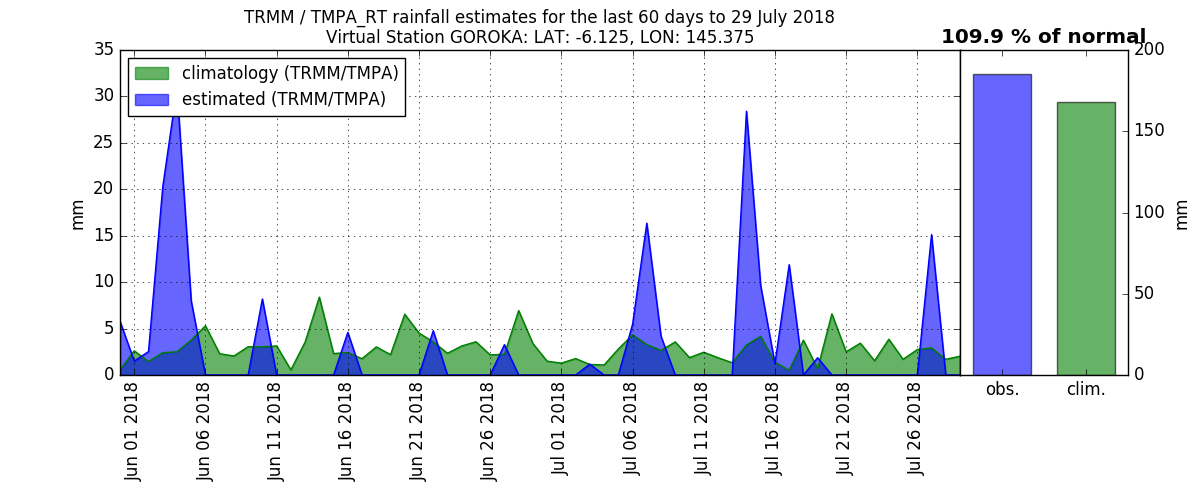 TRMM / TMPA_RT rainfall estimates for the last 60 days to 29 July 2018
Virtual Station GOROKA: LAT: -6.125, LON: 145.375
109.9 % of normal
climatology (TRMM/TMPA)
estimated (TRMM/TMPA)
35
30
25
20
15
10
5
0
mm
Jun 01 2018
Jun 06 2018
Jun 11 2018
Jun 16 2018
Jun 21 2018
Jun 26 2018
Jul 01 2018
Jul 06 2018
Jul 11 2018
Jul 16 2018
Jul 21 2018
Jul 26 2018
obs.
clim.
200
150
100
50
0
mm